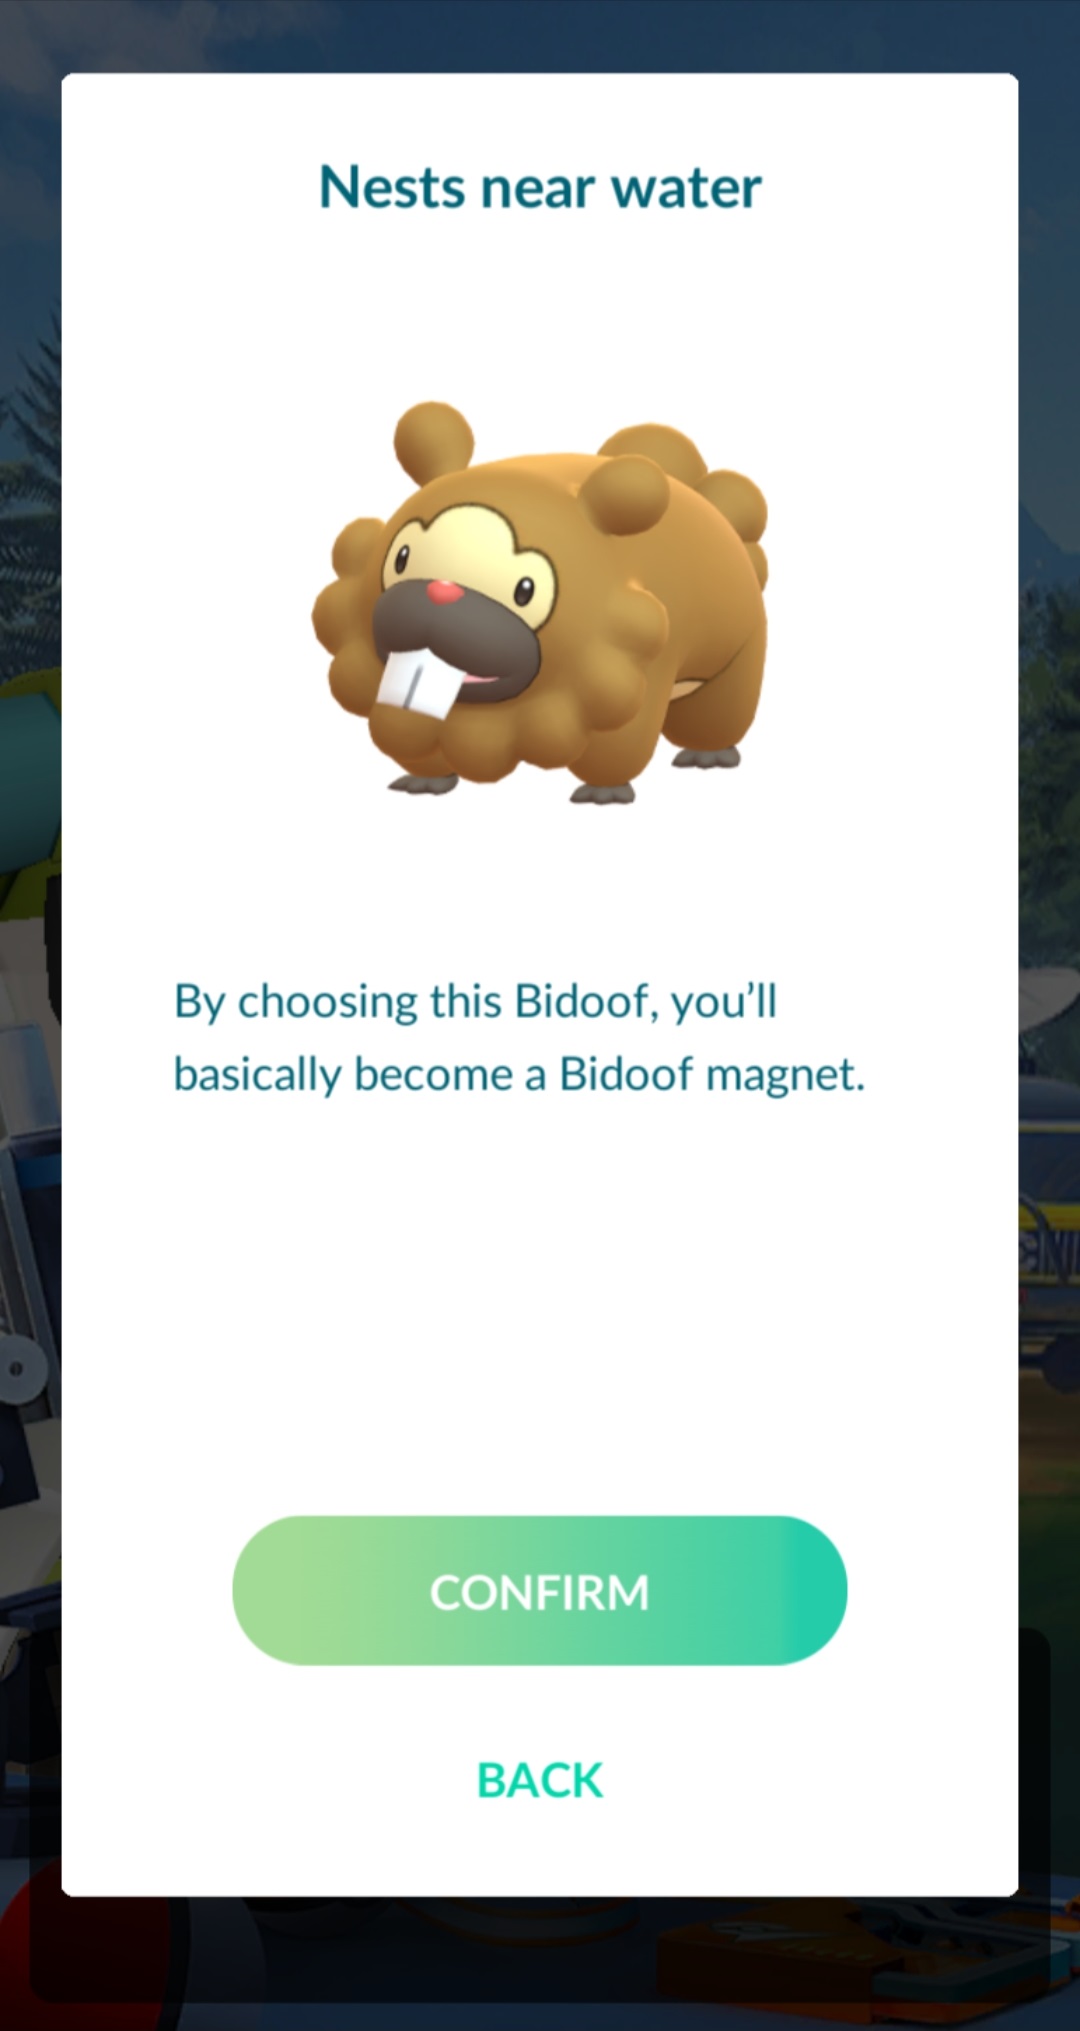 Nests near water
By choosing this Bidoof, you’ll
basically become a Bidoof magnet.
CONFIRM
BACK